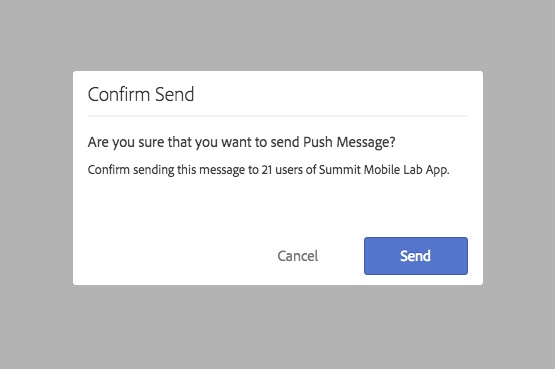 Confirm Send
Are you sure that you want to send Push Message?
Confirm sending this message to 21 users of Summit Mobile Lab App.
Cancel
Send